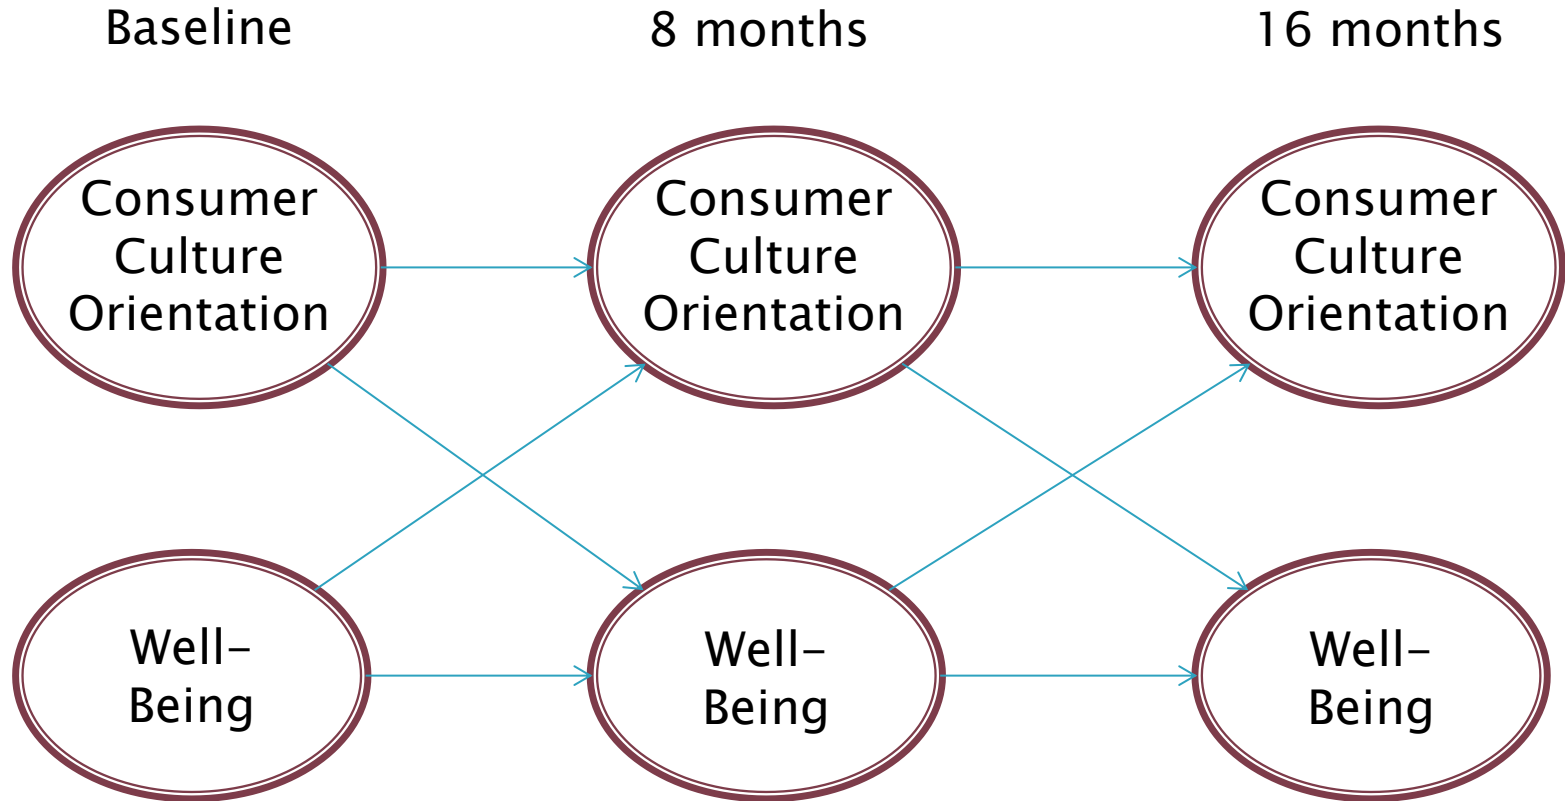 Baseline
8 months
16 months
Consumer
Culture
Orientation
Consumer
Culture
Orientation
Consumer
Culture
Orientation
Well-
Being
Well-
Being
Well-
Being